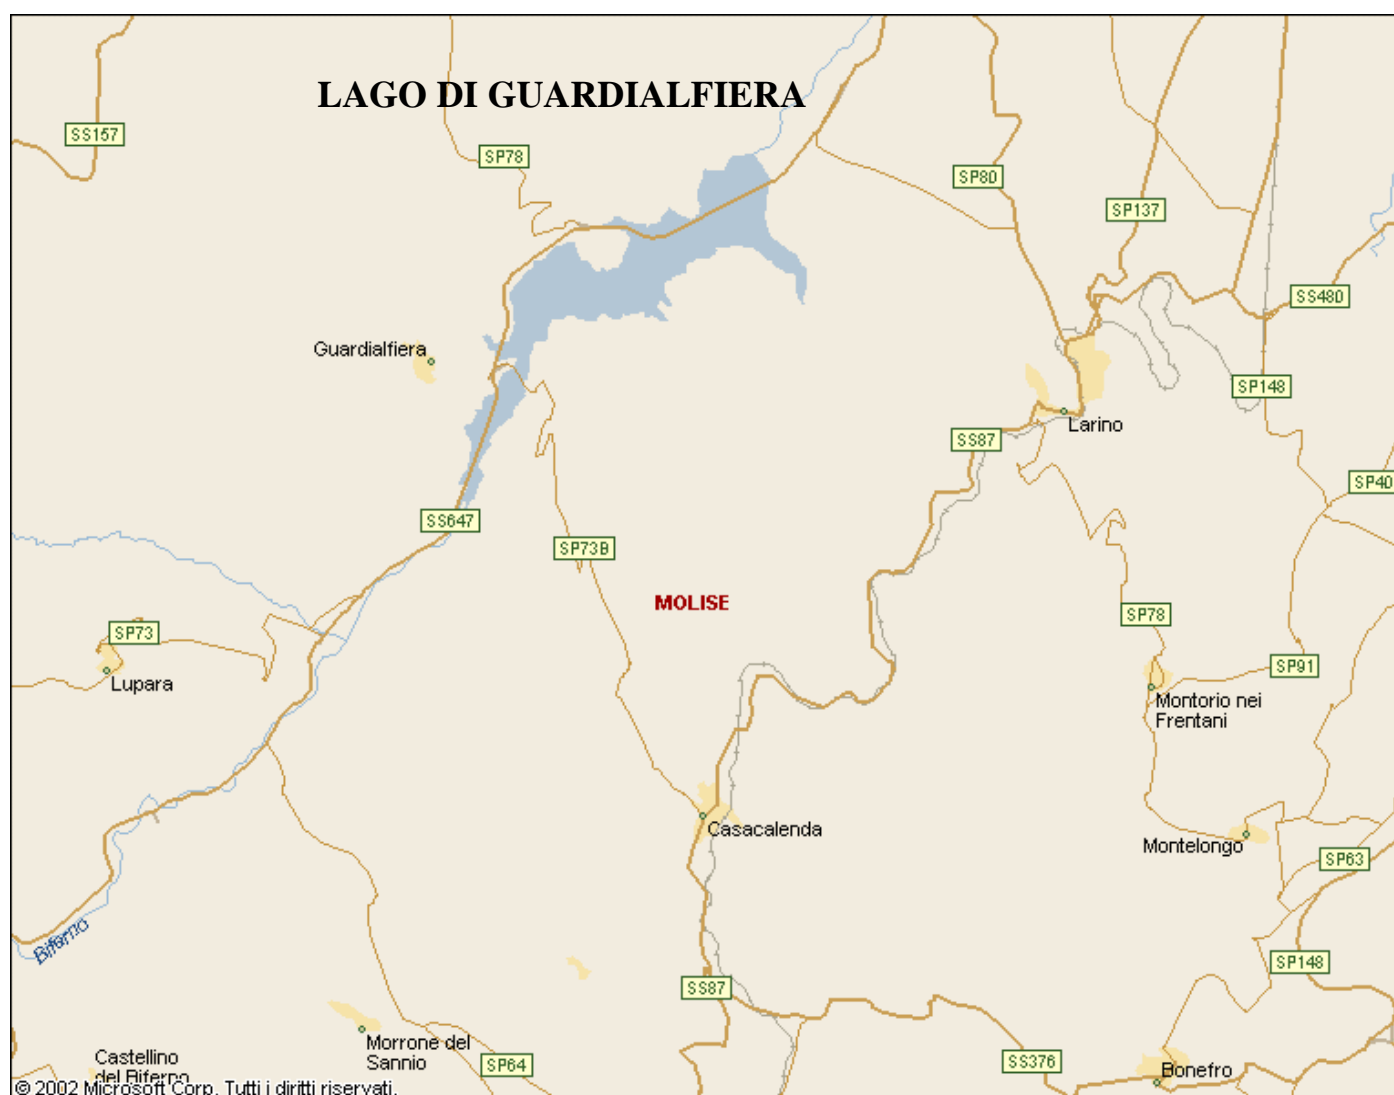 LAGO DI GUARDIALFIERA
SS157
SP78
SP80
SP137
SS480
Guardialfiera
SP148
Larino
SS87
SP40
SS647
SP73B
MOLISE
SP78
SP73
Lupara
SP91
Montorio nei
Frentani
Casacalenda
Montelongo
SP63
Biferno
SP148
SS87
Morrone del
Sannio
SP64
SS376
Bonefro
Castellino
del Biferno
© 2002 Microsoft Corp. Tutti i diritti riservati.